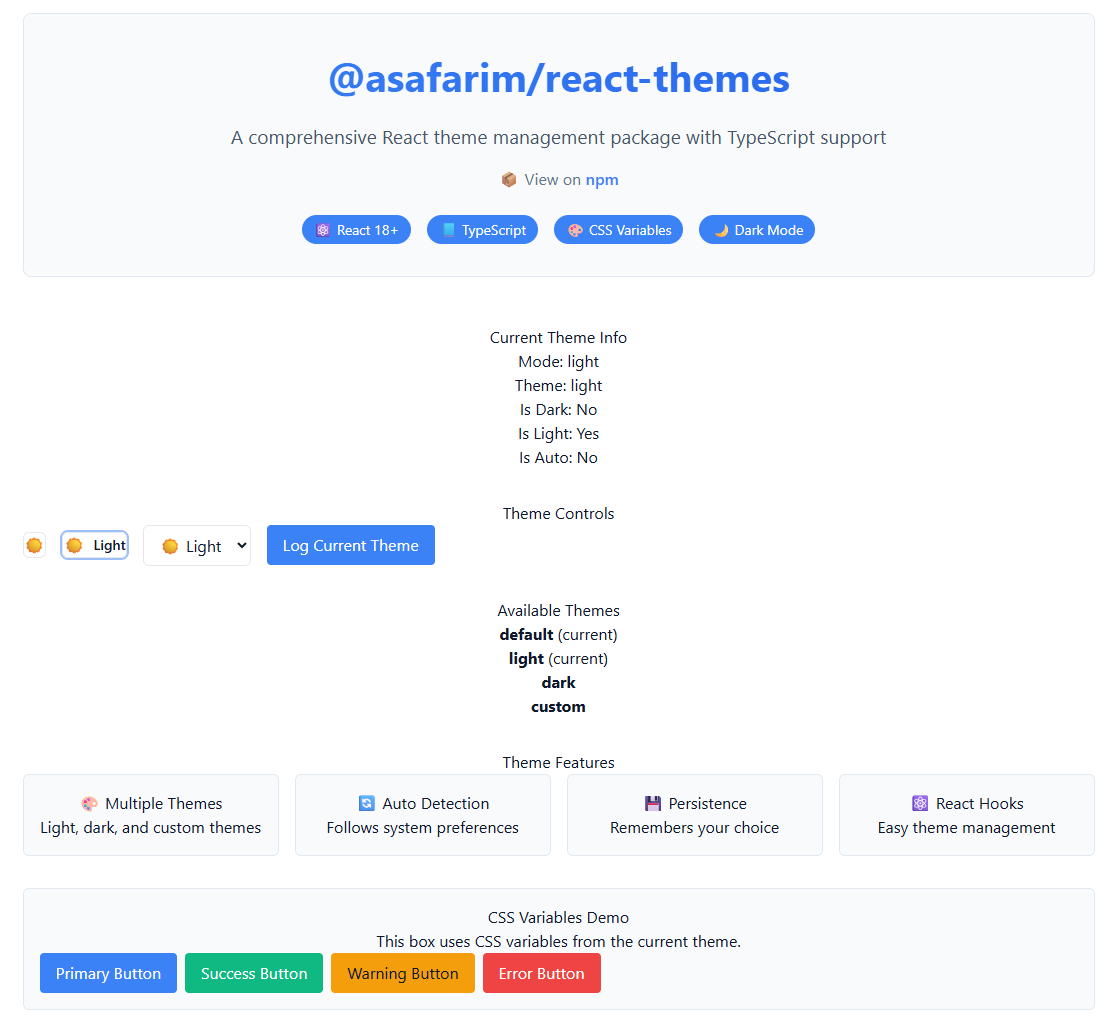 @asafarim/react-themes
A comprehensive React theme management package with TypeScript support
📦 View on npm
⚛️ React 18+
📘 TypeScript
🎨 CSS Variables
🌙 Dark Mode
Current Theme Info
Mode: light
Theme: light
Is Dark: No
Is Light: Yes
Is Auto: No
Theme Controls
Light
Light
Log Current Theme
Available Themes
default (current)
light (current)
dark
custom
Theme Features
🎨 Multiple Themes
Light, dark, and custom themes
🔄 Auto Detection
Follows system preferences
💾 Persistence
Remembers your choice
⚛️ React Hooks
Easy theme management
CSS Variables Demo
This box uses CSS variables from the current theme.
Primary Button
Success Button
Warning Button
Error Button